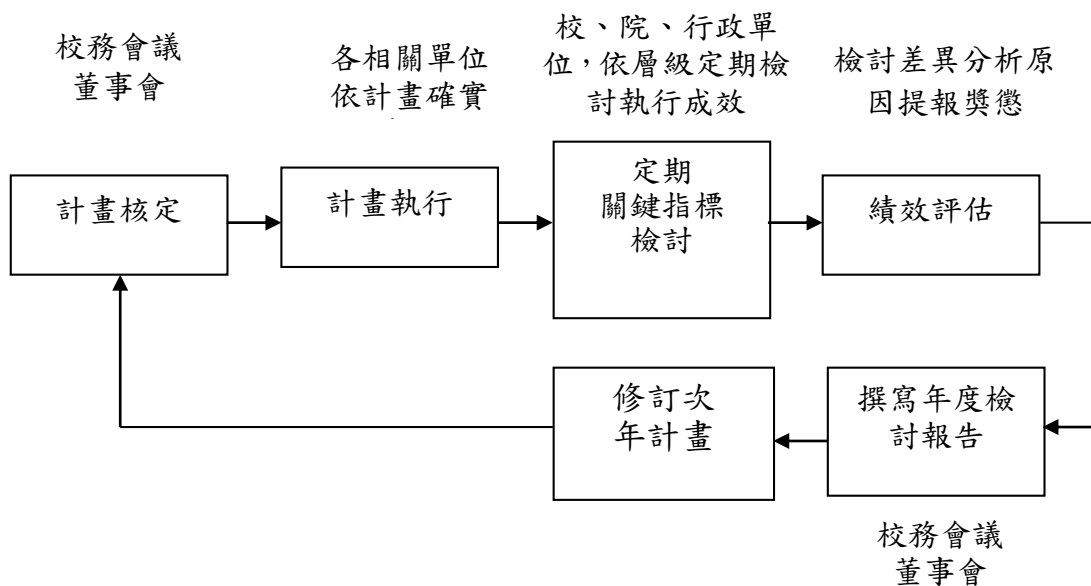 校務會議
董事會
各相關單位
依計畫確實
校、院、行政單
位，依層級定期檢
討執行成效
檢討差異分析原
因提報獎懲
計畫核定
計畫執行
定期
關鍵指標
檢討
績效評估
修訂次
年計畫
撰寫年度檢
討報告
校務會議
董事會